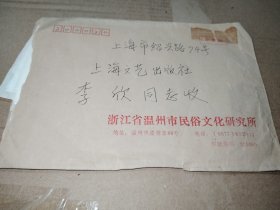 上海市绍兴路74号
上海文艺出版社
李欣同志收
浙江省温州市民俗文化研究所